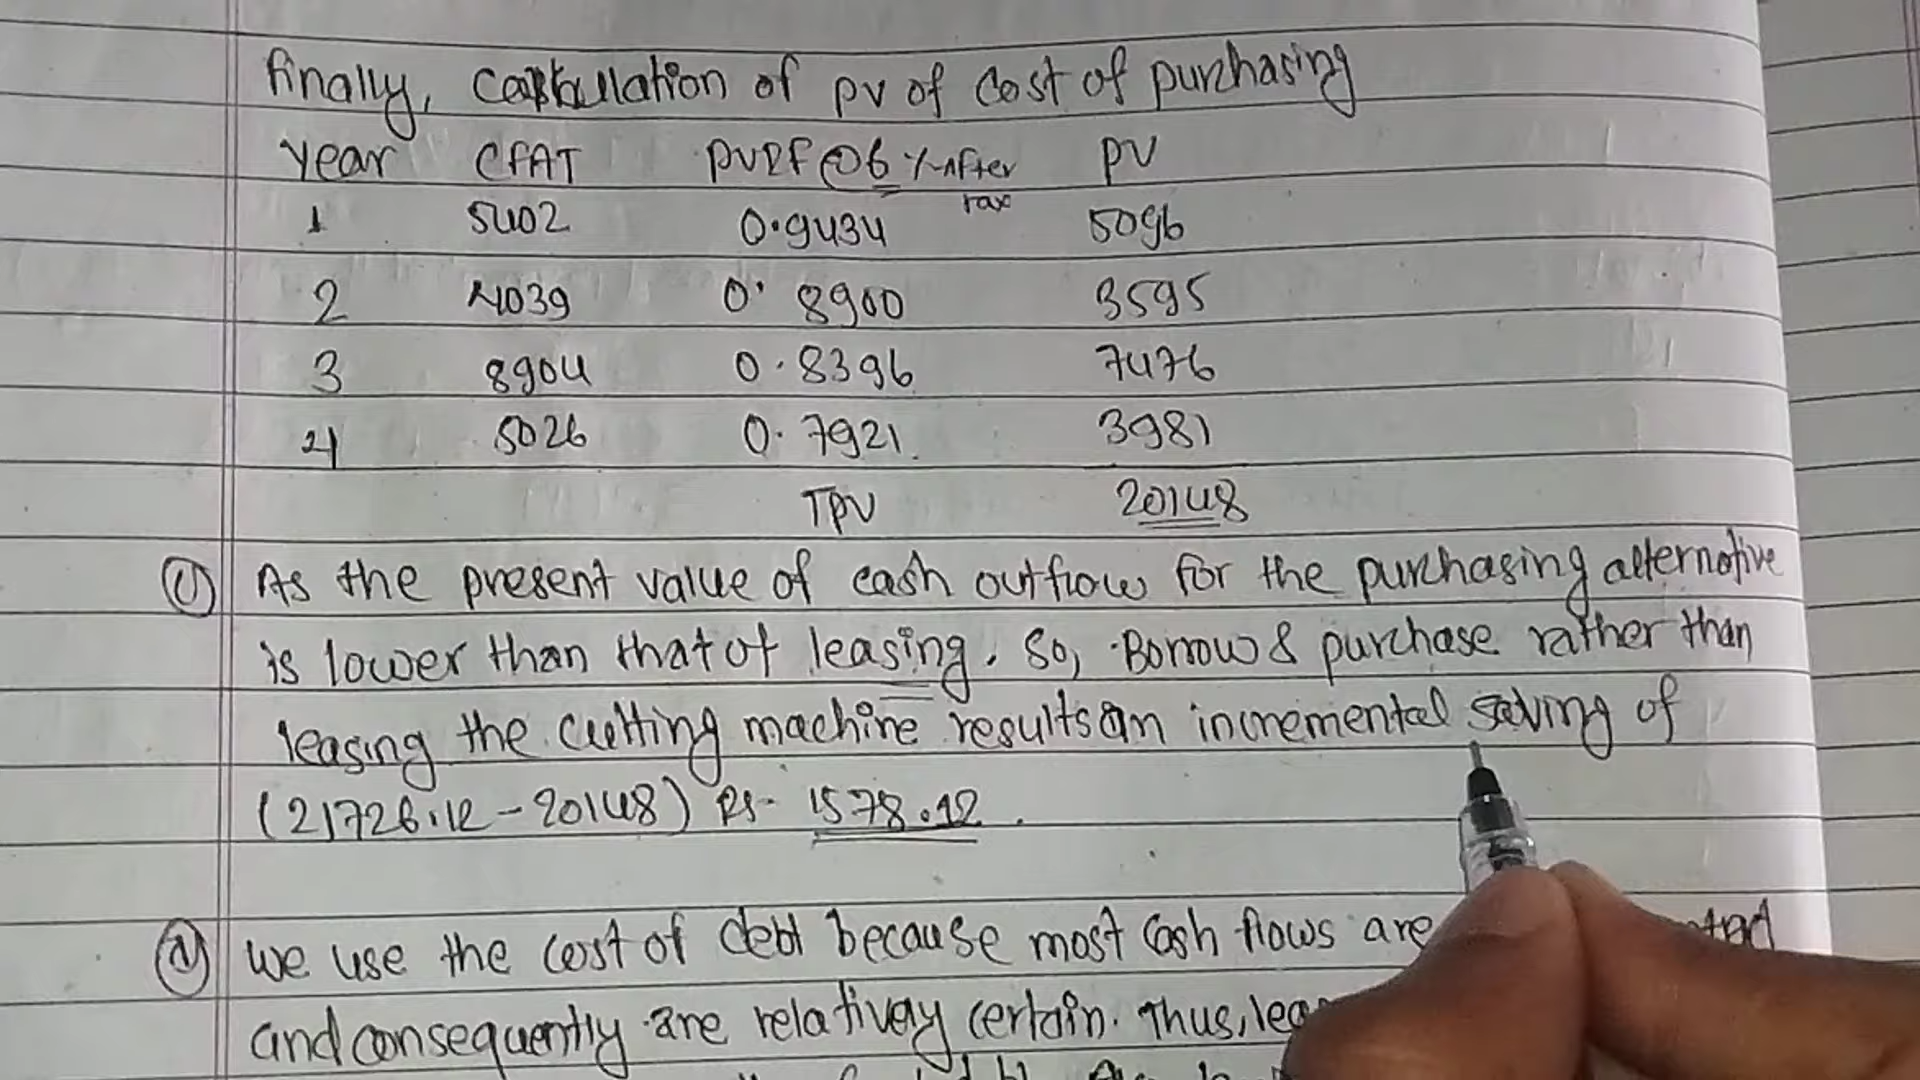 finally, calculation of pv of cost of purchasing
year CFAT PVIF @ 6 %-After tax PV
1 5402 0.9434 5096
2 4039 0.8900 3595
3 8904 0.8396 7476
4 5026 0.7921 3981
TPV 20148
As the present value of cash outflow for the purchasing alternative
is lower than that of leasing. So, Borrow & purchase rather than
leasing the cutting machine results an incremental saving of
(21726.12 - 20148) Rs. 1578.12.
we use the cost of debt because most cash flows are
and consequently are relativey certain. Thus,